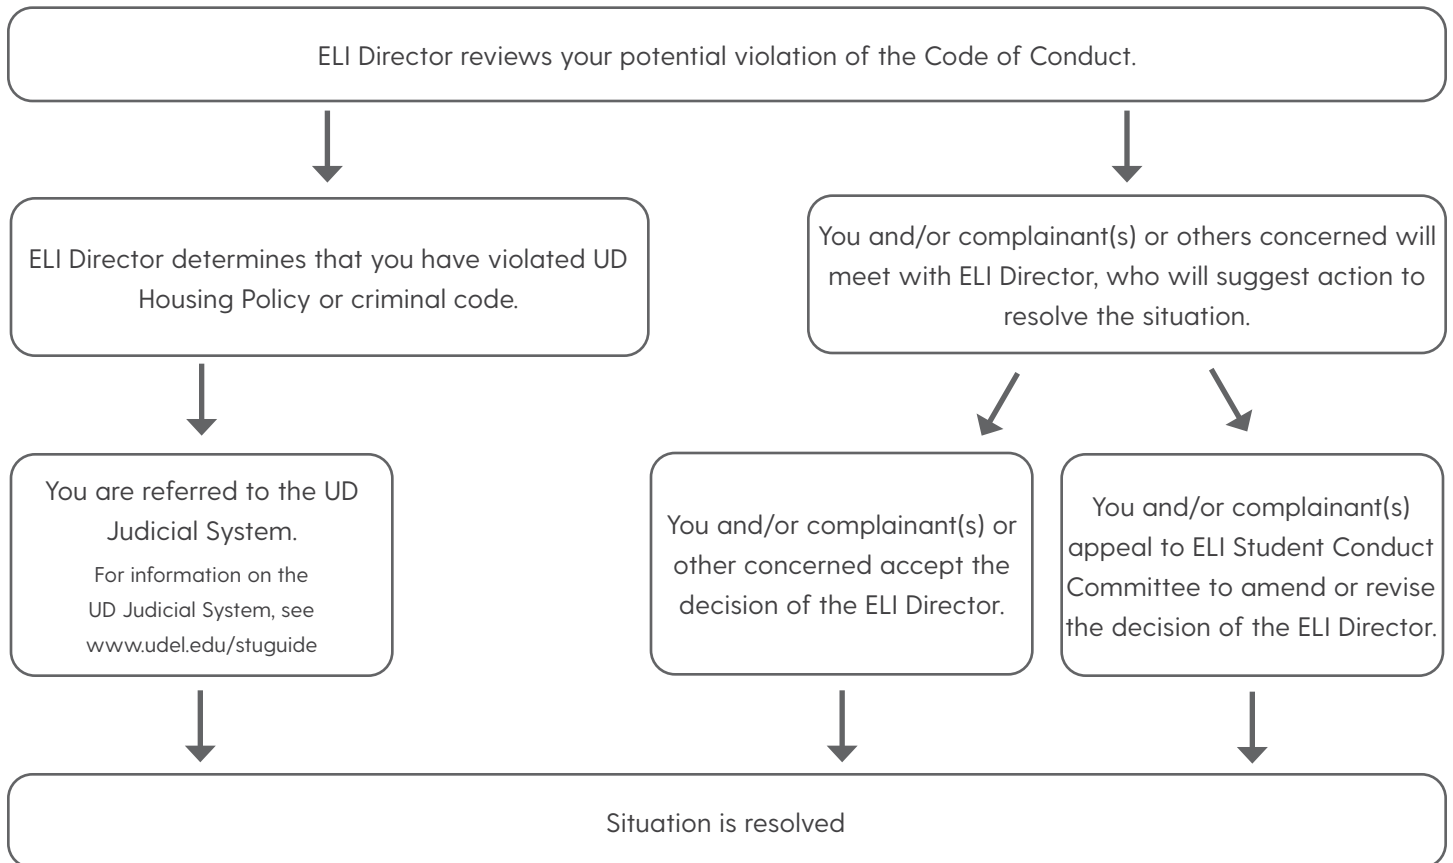 ELI Director reviews your potential violation of the Code of Conduct.
ELI Director determines that you have violated UD
Housing Policy or criminal code.
You and/or complainant(s) or others concerned will
meet with ELI Director, who will suggest action to
resolve the situation.
You are referred to the UD
Judicial System.
For information on the
UD Judicial System, see
www.udel.edu/stuguide
You and/or complainant(s) or
other concerned accept the
decision of the ELI Director.
You and/or complainant(s)
appeal to ELI Student Conduct
Committee to amend or revise
the decision of the ELI Director.
Situation is resolved